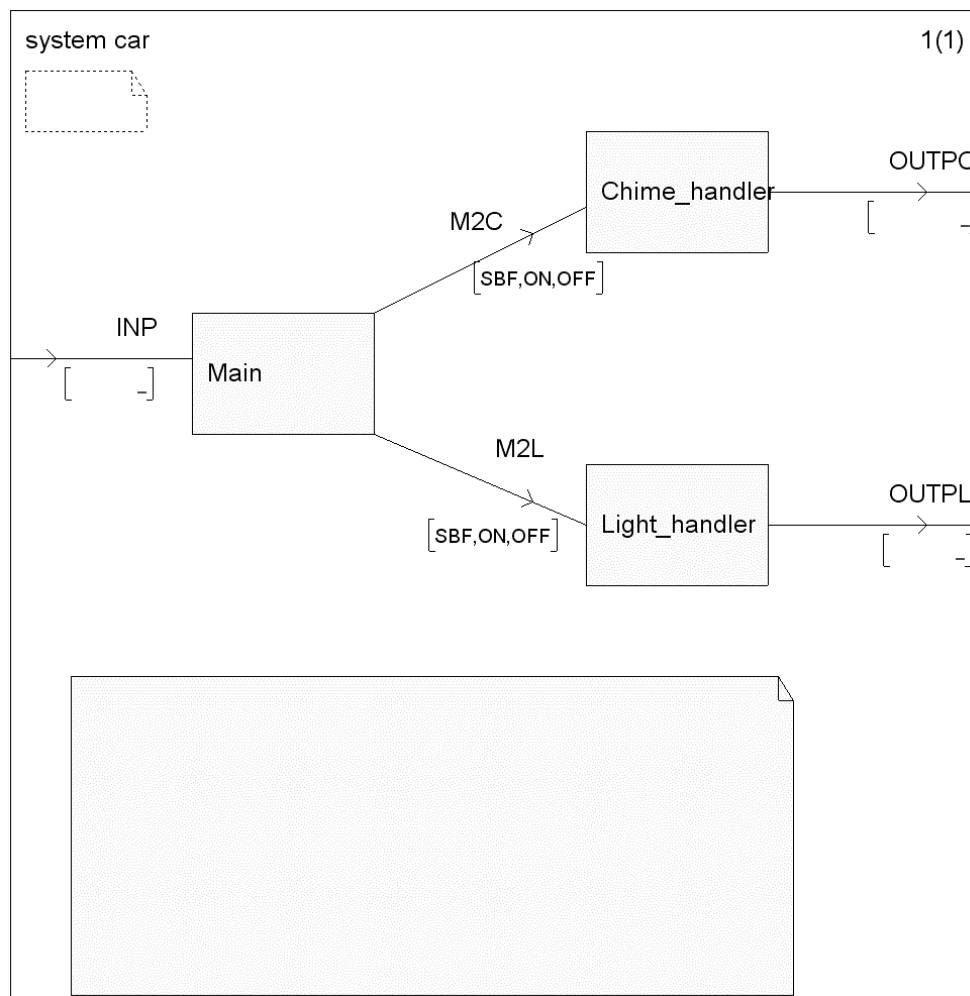 system car
1(1)
OUTPC
Chime_handler
[ _]
M2C
[SBF,ON,OFF]
INP
Main
[ _]
M2L
OUTPL
[SBF,ON,OFF]
Light_handler
[ _]